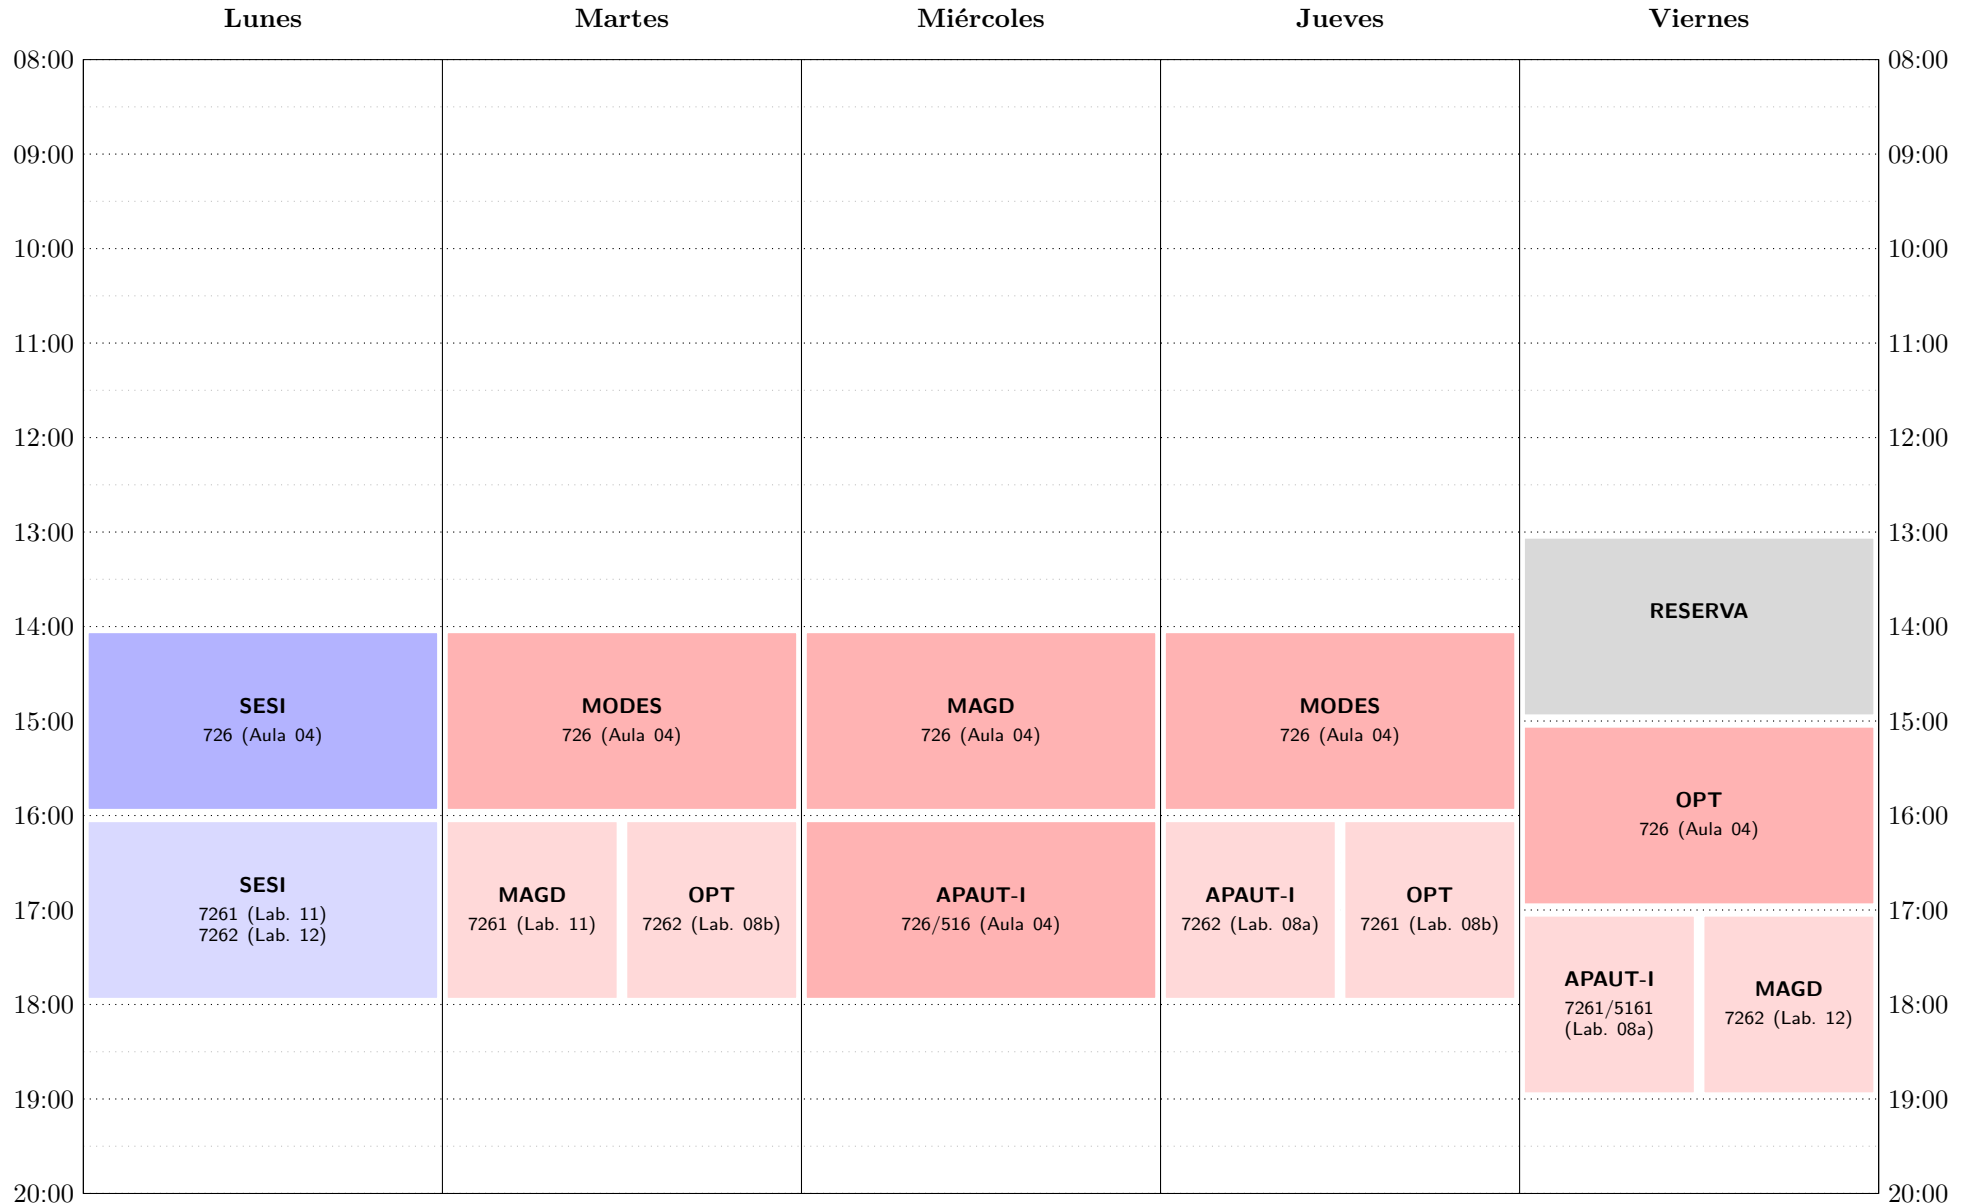 Lunes Martes Miércoles Jueves Viernes
08:00 08:00
09:00 09:00
10:00 10:00
11:00 11:00
12:00 12:00
13:00 13:00
14:00 14:00
15:00 15:00
16:00 16:00
17:00 17:00
18:00 18:00
19:00 19:00
20:00 20:00
SESI
726 (Aula 04)
SESI
7261 (Lab. 11)
7262 (Lab. 12)
MODES
726 (Aula 04)
MAGD
7261 (Lab. 11)
OPT
7262 (Lab. 08b)
MAGD
726 (Aula 04)
APAUT-I
726/516 (Aula 04)
MODES
726 (Aula 04)
APAUT-I
7262 (Lab. 08a)
OPT
7261 (Lab. 08b)
RESERVA
OPT
726 (Aula 04)
APAUT-I
7261/5161
(Lab. 08a)
MAGD
7262 (Lab. 12)